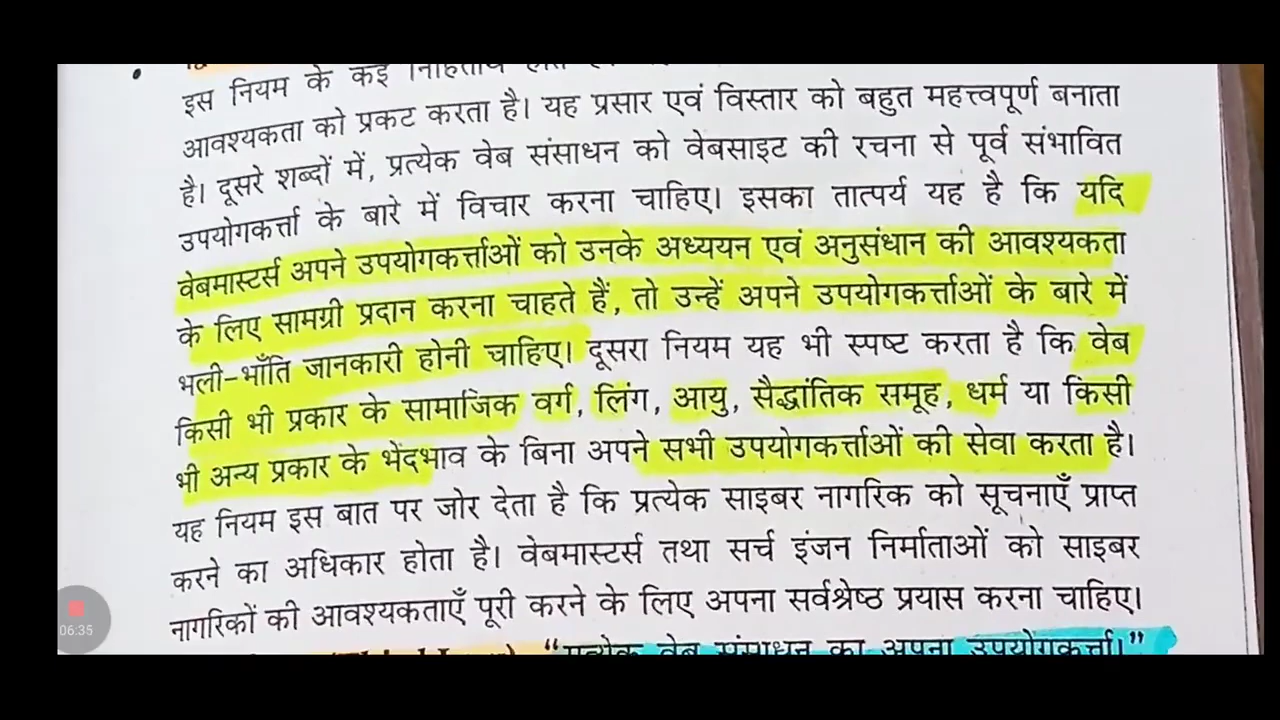 इस नियम के कई
आवश्यकता को प्रकट करता है। यह प्रसार एवं विस्तार को बहुत महत्त्वपूर्ण बनाता
है। दूसरे शब्दों में, प्रत्येक वेब संसाधन को वेबसाइट की रचना से पूर्व संभावित
उपयोगकर्त्ता के बारे में विचार करना चाहिए। इसका तात्पर्य यह है कि यदि
वेबमास्टर्स अपने उपयोगकर्त्ताओं को उनके अध्ययन एवं अनुसंधान की आवश्यकता
के लिए सामग्री प्रदान करना चाहते हैं, तो उन्हें अपने उपयोगकर्त्ताओं के बारे में
भली-भाँति जानकारी होनी चाहिए। दूसरा नियम यह भी स्पष्ट करता है कि वेब
किसी भी प्रकार के सामाजिक वर्ग, लिंग, आयु, सैद्धांतिक समूह, धर्म या किसी
भी अन्य प्रकार के भेंदभाव के बिना अपने सभी उपयोगकर्त्ताओं की सेवा करता है।
यह नियम इस बात पर जोर देता है कि प्रत्येक साइबर नागरिक को सूचनाएँ प्राप्त
करने का अधिकार होता है। वेबमास्टर्स तथा सर्च इंजन निर्माताओं को साइबर
नागरिकों की आवश्यकताएँ पूरी करने के लिए अपना सर्वश्रेष्ठ प्रयास करना चाहिए।
“प्रत्येक वेब संसाधन का अपना उपयोगकर्त्ता।”
06:35